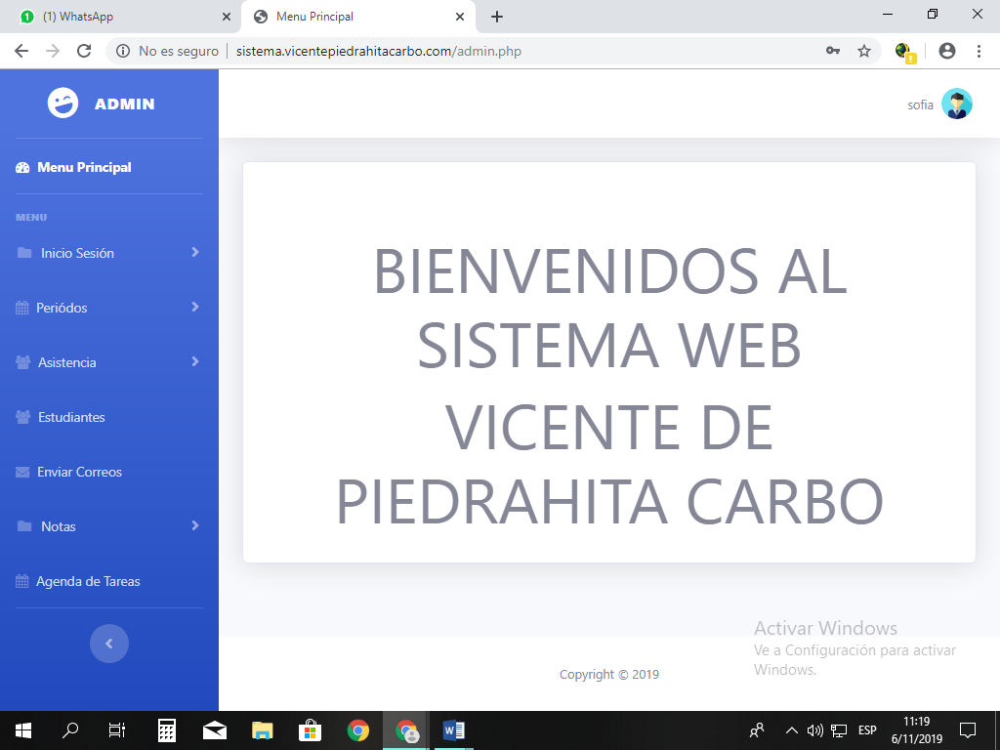 (1) WhatsApp
Menu Principal
No es seguro
sistema.vicentepiedrahitacarbo.com/admin.php
ADMIN
sofia
Menu Principal
MENU
Inicio Sesión
Periódos
Asistencia
Estudiantes
Enviar Correos
Notas
Agenda de Tareas
BIENVENIDOS AL
SISTEMA WEB
VICENTE DE
PIEDRAHITA CARBO
Activar Windows
Ve a Configuración para activar
Windows.
Copyright © 2019
ESP
11:19
6/11/2019